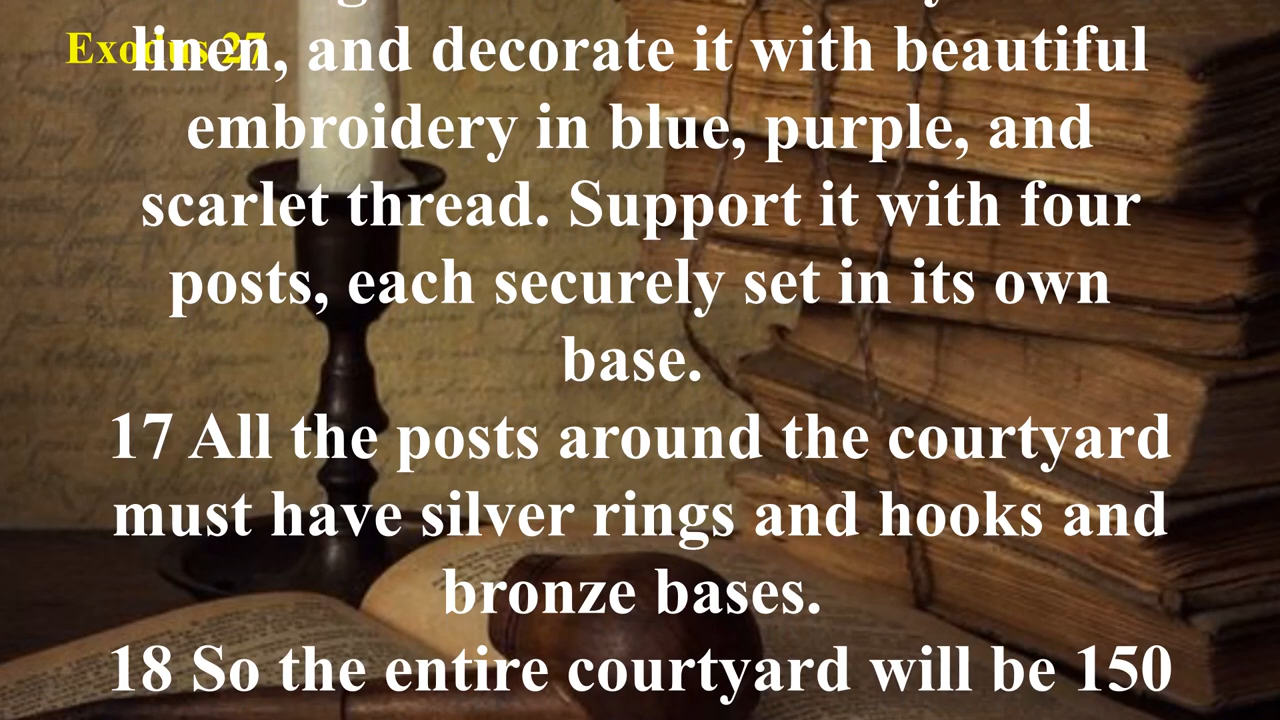 Exodus 27
linen, and decorate it with beautiful
embroidery in blue, purple, and
scarlet thread. Support it with four
posts, each securely set in its own
base.
17 All the posts around the courtyard
must have silver rings and hooks and
bronze bases.
18 So the entire courtyard will be 150